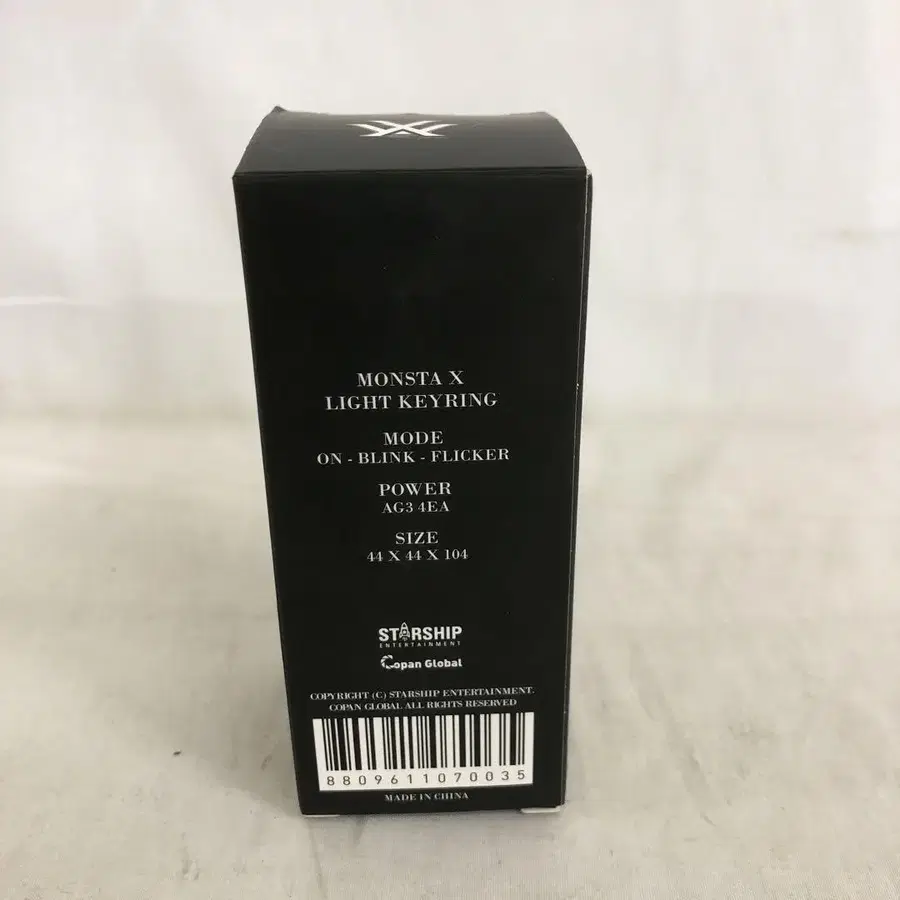 MONSTA X
LIGHT KEYRING
MODE
ON - BLINK - FLICKER
POWER
AG3 4EA
SIZE
44 X 44 X 104
STARSHIP
ENTERTAINMENT
Copan Global
COPYRIGHT (C) STARSHIP ENTERTAINMENT.
COPAN GLOBAL ALL RIGHTS RESERVED
8809611070035
MADE IN CHINA